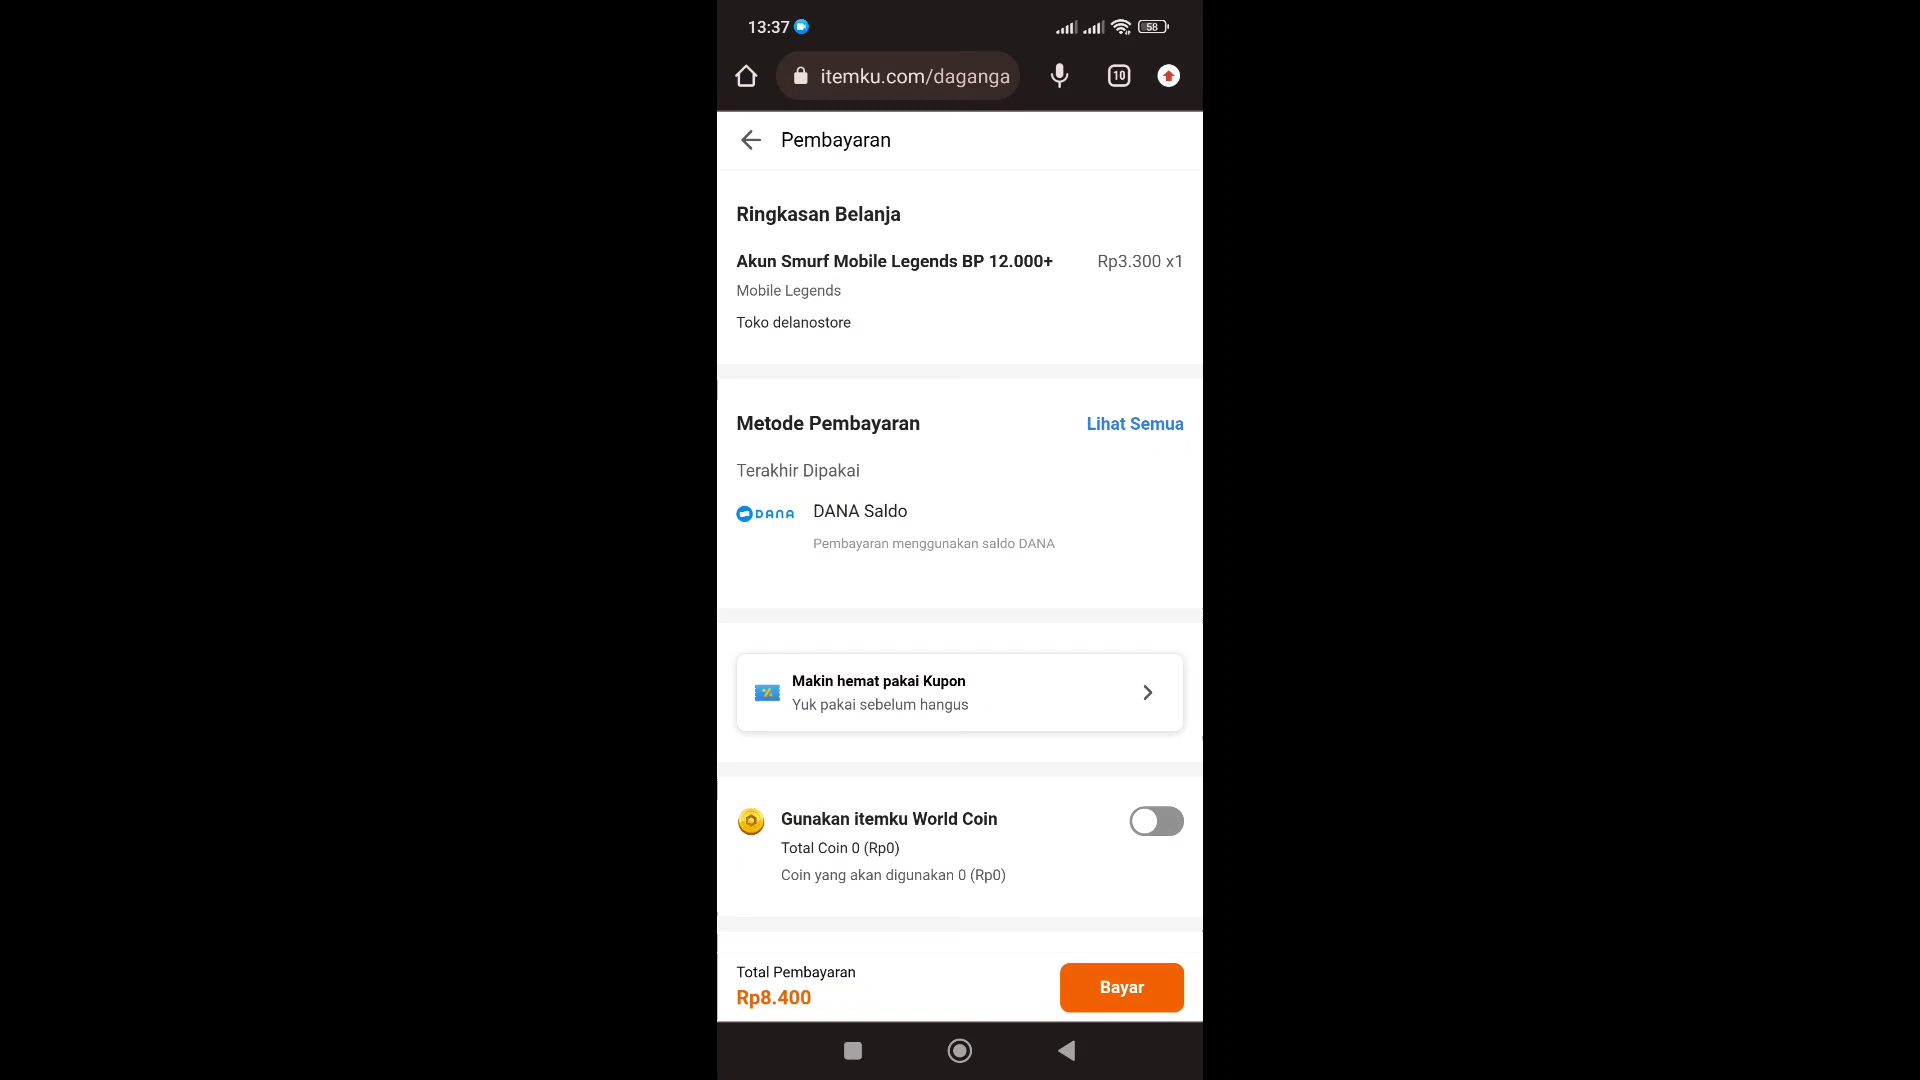 13:37
58
itemku.com/daganga
10
Pembayaran
Ringkasan Belanja
Akun Smurf Mobile Legends BP 12.000+ Rp3.300 x1
Mobile Legends
Toko delanostore
Metode Pembayaran Lihat Semua
Terakhir Dipakai
DANA DANA Saldo
Pembayaran menggunakan saldo DANA
Makin hemat pakai Kupon
Yuk pakai sebelum hangus
Gunakan itemku World Coin
Total Coin 0 (Rp0)
Coin yang akan digunakan 0 (Rp0)
Total Pembayaran
Rp8.400
Bayar